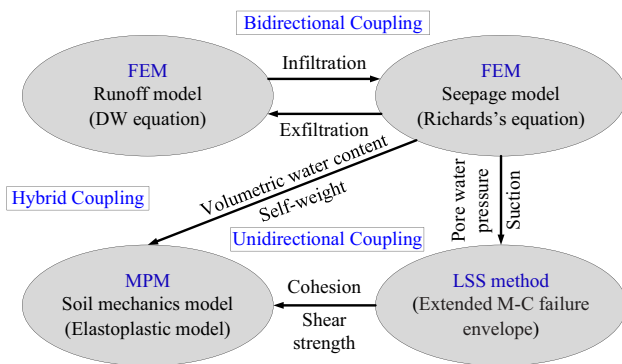 Bidirectional Coupling
FEM
Runoff model
(DW equation)
Infiltration
Exfiltration
FEM
Seepage model
(Richards's equation)
Hybrid Coupling
Volumetric water content
Self-weight
Pore water
pressure
Suction
Unidirectional Coupling
MPM
Soil mechanics model
(Elastoplastic model)
Cohesion
Shear
strength
LSS method
(Extended M-C failure
envelope)